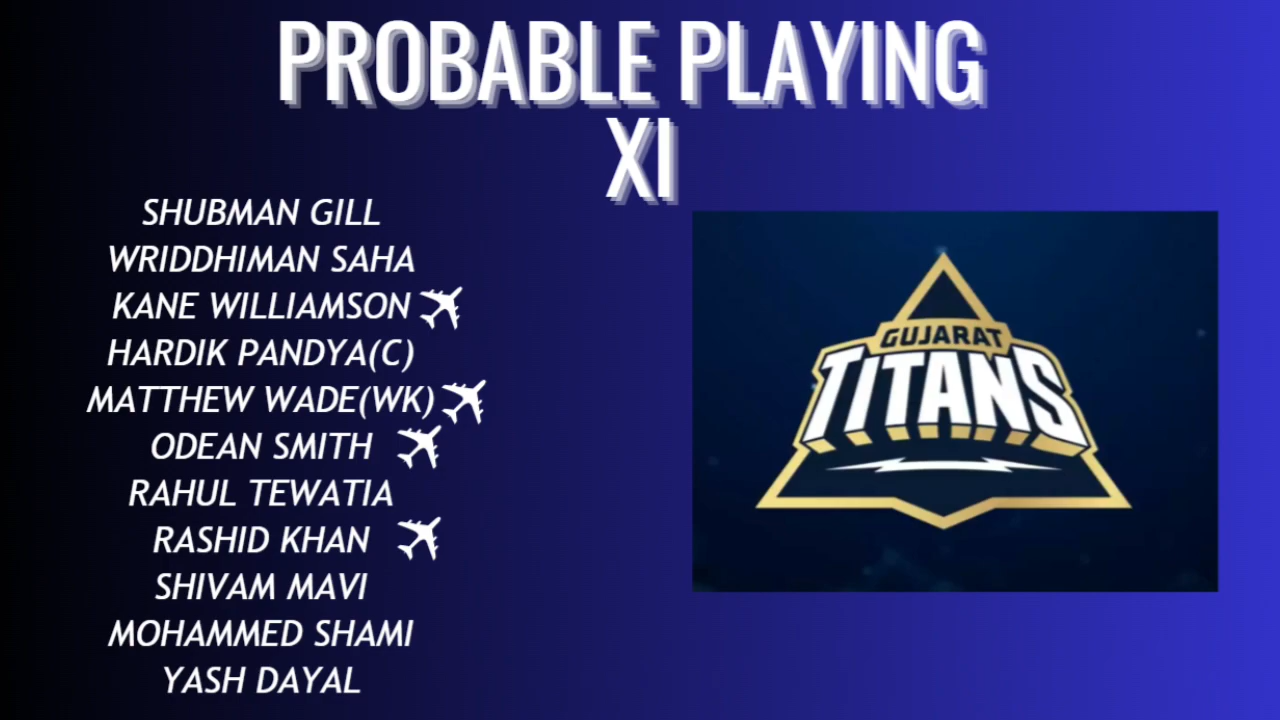 PROBABLE PLAYING
XI
SHUBMAN GILL
WRIDDHIMAN SAHA
KANE WILLIAMSON
HARDIK PANDYA(C)
MATTHEW WADE(WK)
ODEAN SMITH
RAHUL TEWATIA
RASHID KHAN
SHIVAM MAVI
MOHAMMED SHAMI
YASH DAYAL
GUJARAT
TITANS